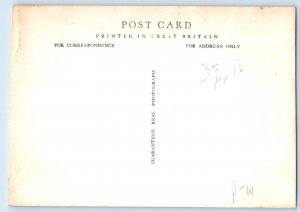 POST CARD
PRINTED IN GREAT BRITAIN
FOR CORRESPONDENCE
FOR ADDRESS ONLY
GUARANTEED REAL PHOTOGRAPH